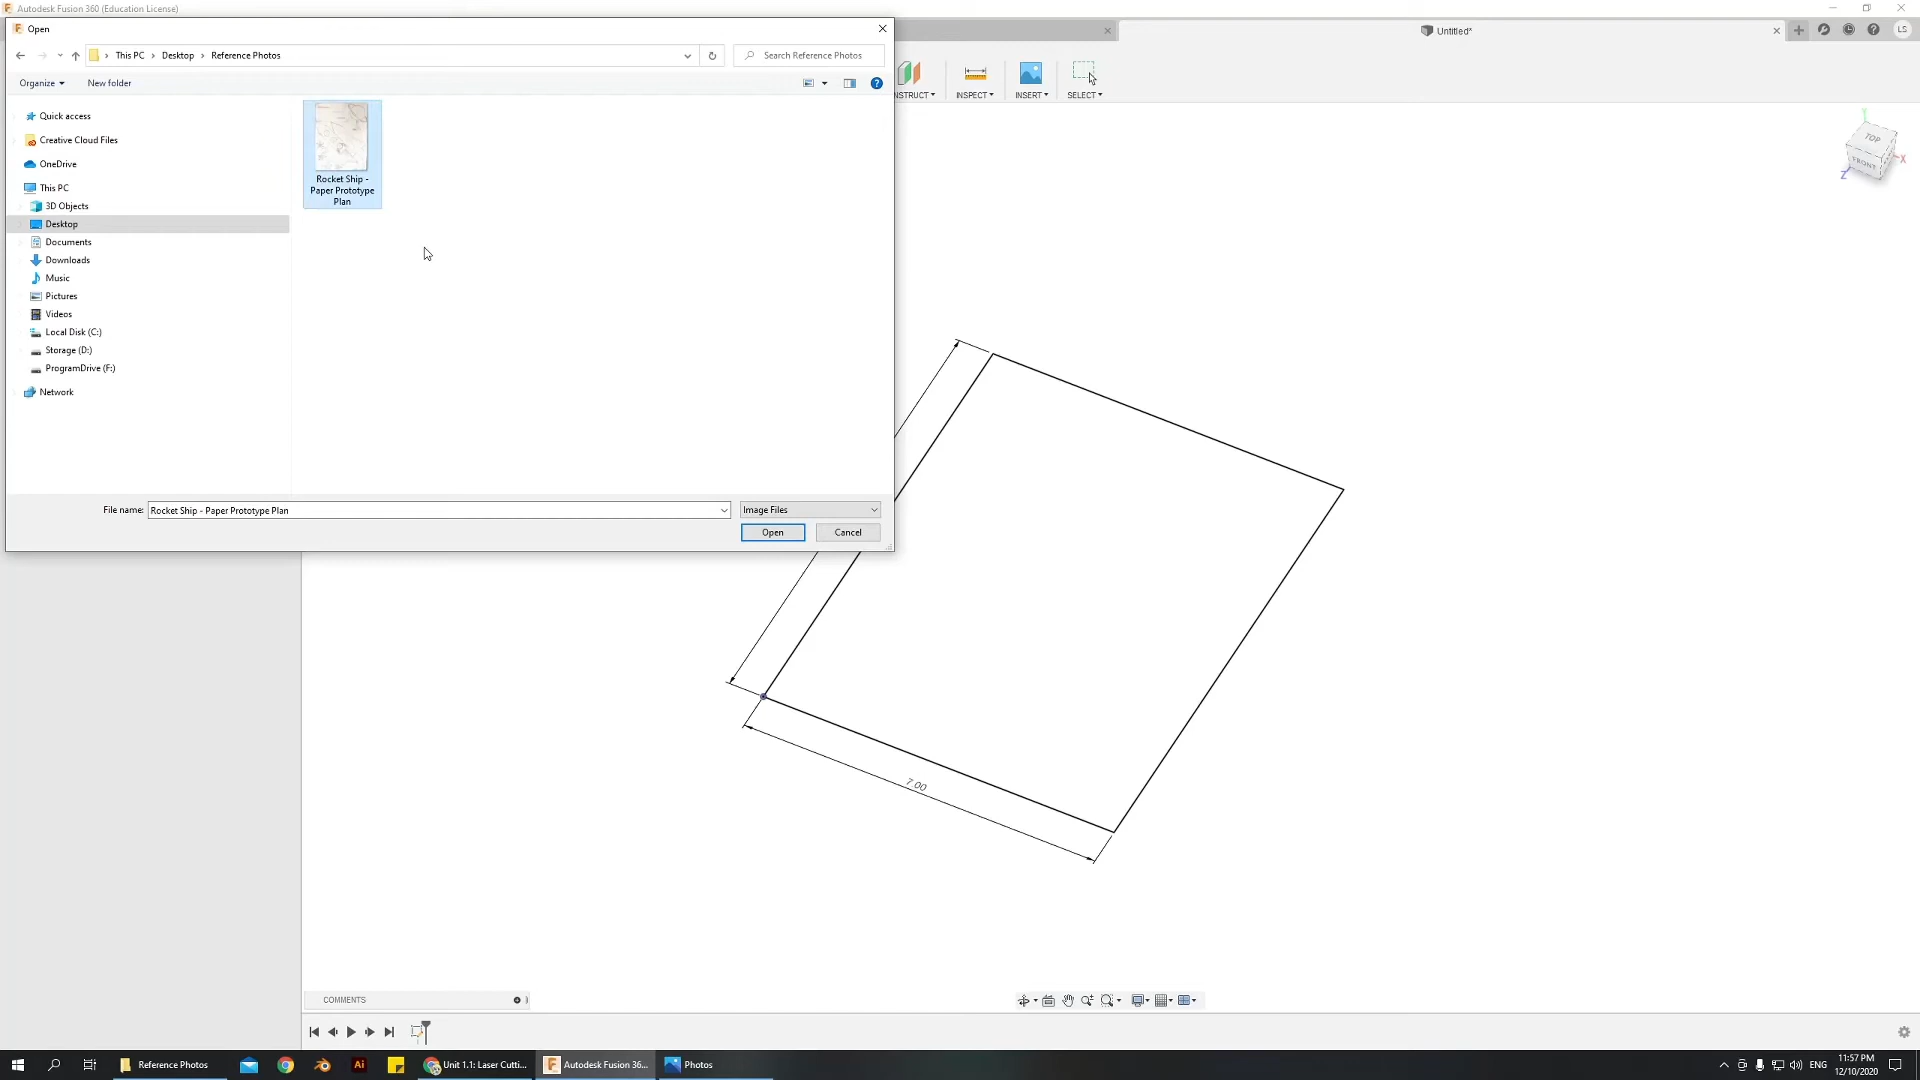 Autodesk Fusion 360 (Education License)
Open
This PC
Desktop
Reference Photos
Search Reference Photos
Organize
New folder
Quick access
Creative Cloud Files
OneDrive
This PC
3D Objects
Desktop
Documents
Downloads
Music
Pictures
Videos
Local Disk (C:)
Storage (D:)
ProgramDrive (F:)
Network
Rocket Ship -
Paper Prototype
Plan
File name:
Rocket Ship - Paper Prototype Plan
Image Files
Open
Cancel
Untitled*
LS
NSTRUCT
INSPECT
INSERT
SELECT
TOP
FRONT
Y
X
Z
7.00
COMMENTS
Reference Photos
Ai
Unit 1.1: Laser Cutti...
Autodesk Fusion 36...
Photos
ENG
11:57 PM
12/10/2020